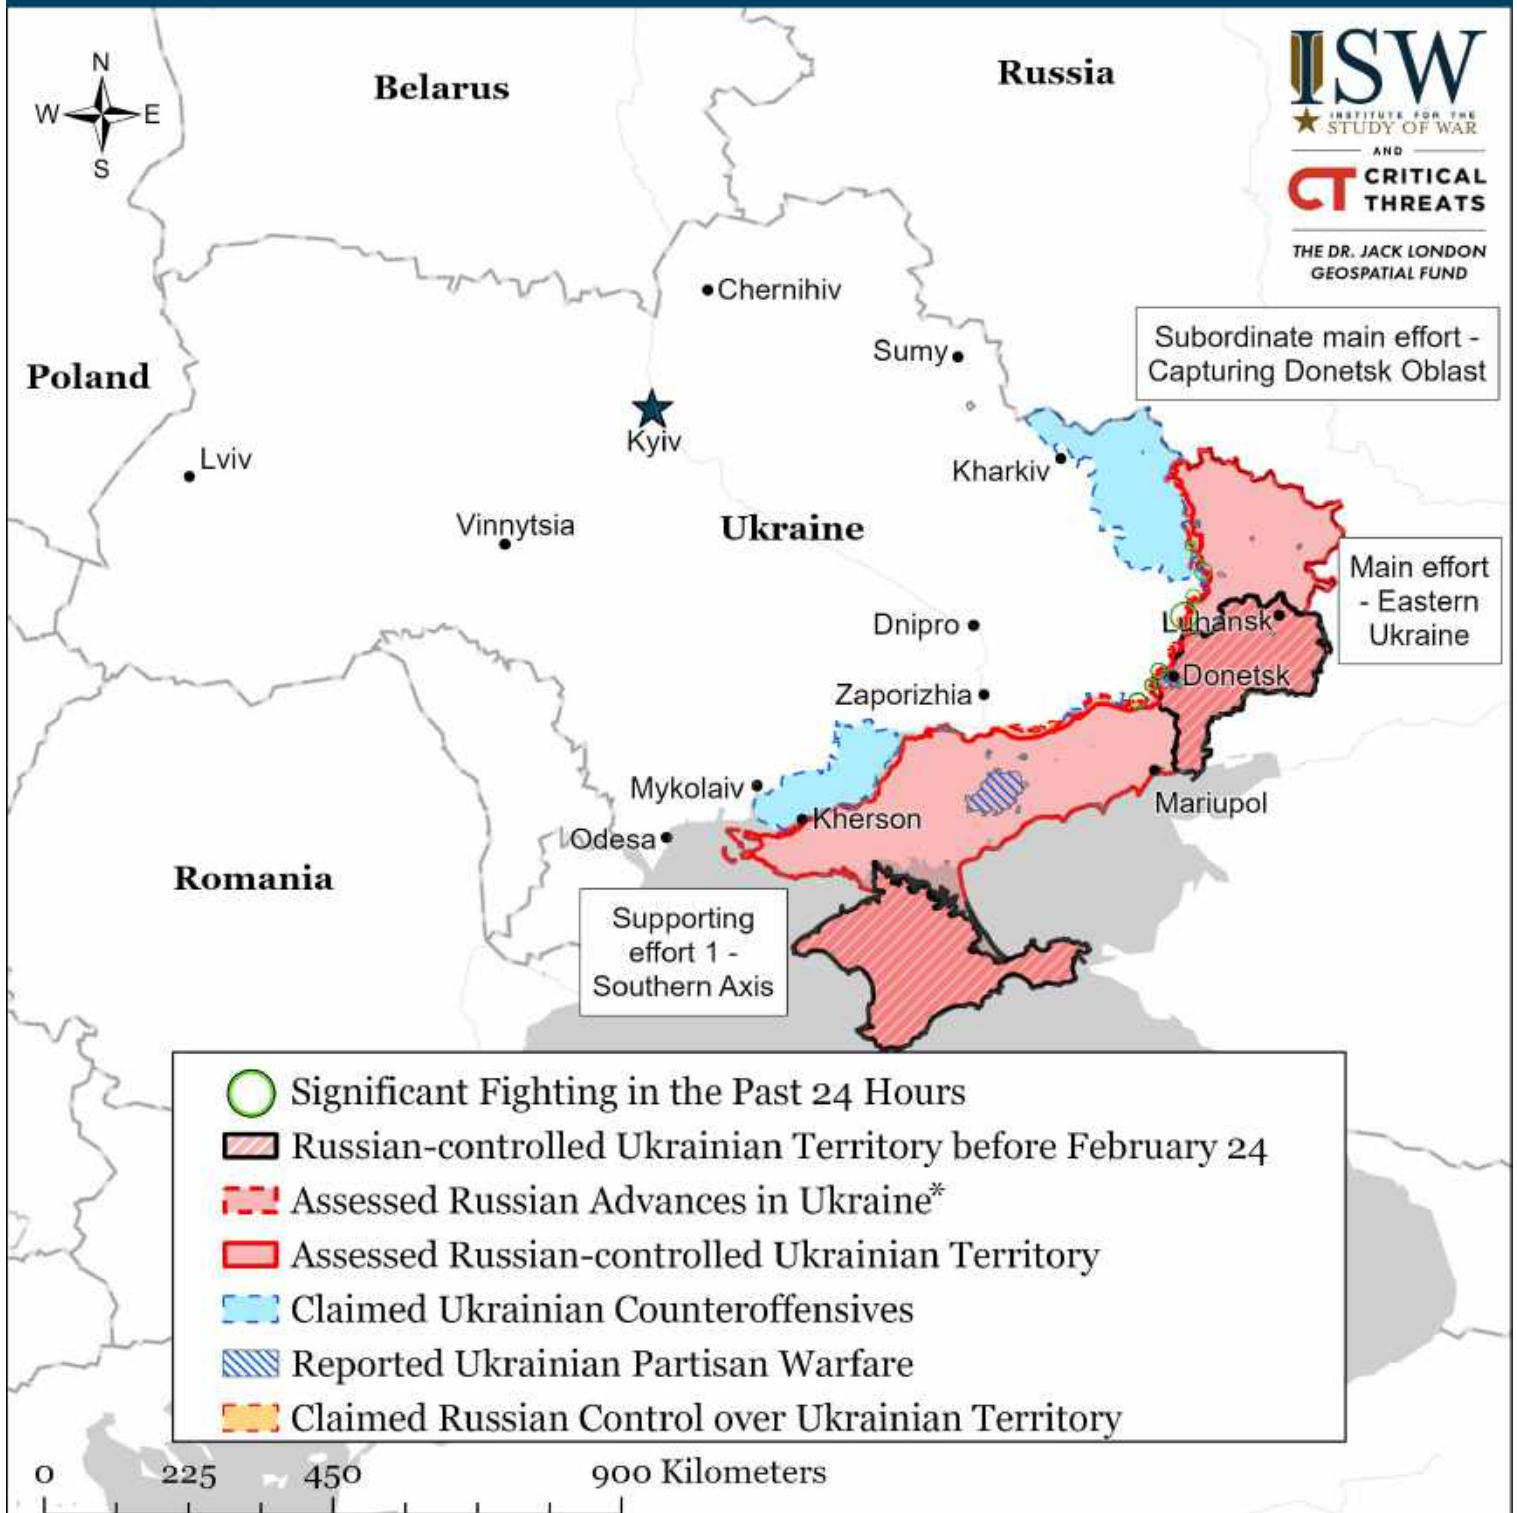 N
W E
S
Belarus
Russia
ISW
INSTITUTE FOR THE
STUDY OF WAR
AND
CT CRITICAL
THREATS
THE DR. JACK LONDON
GEOSPATIAL FUND
Chernihiv
Subordinate main effort -
Capturing Donetsk Oblast
Sumy
Poland
Kyiv
Lviv
Kharkiv
Vinnytsia
Ukraine
Main effort
- Eastern
Ukraine
Dnipro
Luhansk
Donetsk
Zaporizhia
Mykolaiv
Mariupol
Kherson
Odesa
Romania
Supporting
effort 1 -
Southern Axis
Significant Fighting in the Past 24 Hours
Russian-controlled Ukrainian Territory before February 24
Assessed Russian Advances in Ukraine*
Assessed Russian-controlled Ukrainian Territory
Claimed Ukrainian Counteroffensives
Reported Ukrainian Partisan Warfare
Claimed Russian Control over Ukrainian Territory
0 225 450 900 Kilometers